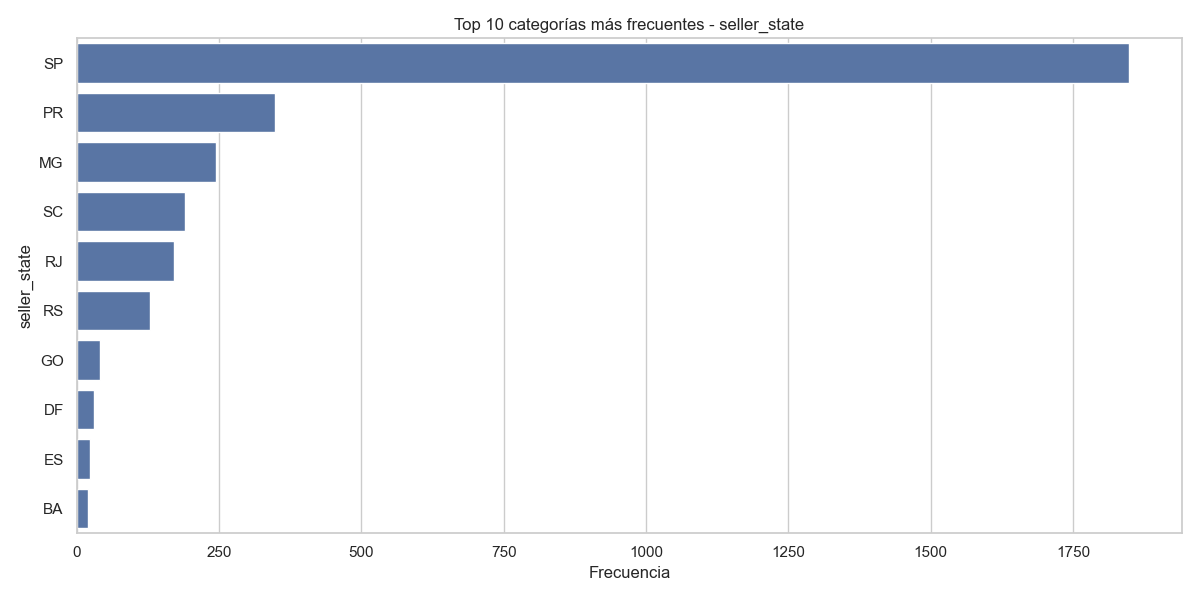 Top 10 categorías más frecuentes - seller_state
seller_state
SP
PR
MG
SC
RJ
RS
GO
DF
ES
BA
0 250 500 750 1000 1250 1500 1750
Frecuencia